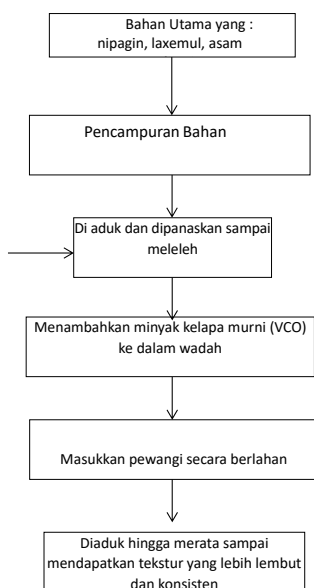 Bahan Utama yang :
nipagin, laxemul, asam
Pencampuran Bahan
Di aduk dan dipanaskan sampai
meleleh
Menambahkan minyak kelapa murni (VCO)
ke dalam wadah
Masukkan pewangi secara berlahan
Diaduk hingga merata sampai
mendapatkan tekstur yang lebih lembut
dan konsisten